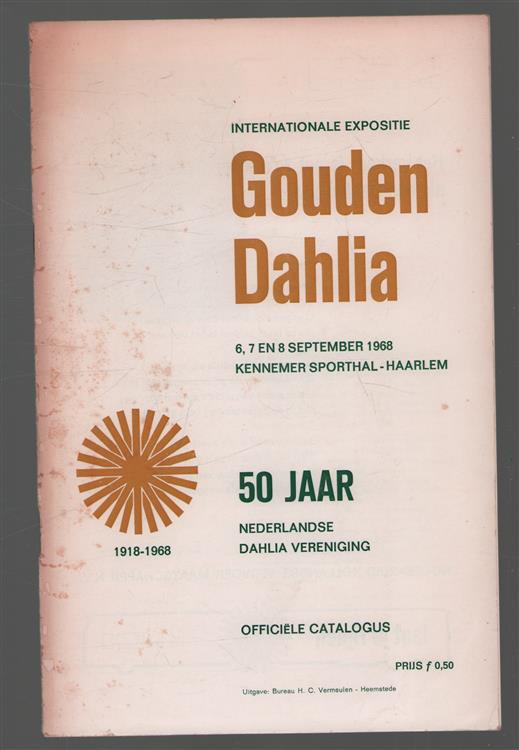 INTERNATIONALE EXPOSITIE
Gouden
Dahlia
6, 7 EN 8 SEPTEMBER 1968
KENNEMER SPORTHAL-HAARLEM
50 JAAR
NEDERLANDSE
DAHLIA VERENIGING
1918-1968
OFFICIËLE CATALOGUS
PRIJS ƒ 0,50
Uitgave: Bureau H. C. Vermeulen - Heemstede